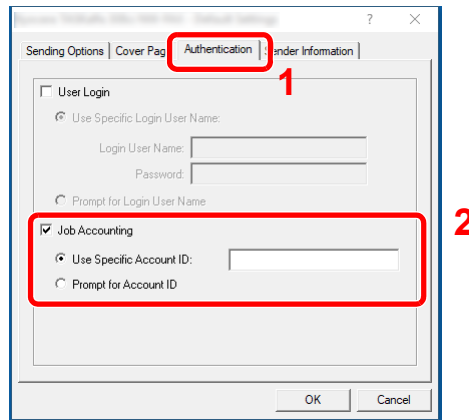 ? ×
Sending Options Cover Pag Authentication ender Information
1
User Login
Use Specific Login User Name:
Login User Name:
Password:
Prompt for Login User Name
Job Accounting
2
Use Specific Account ID:
Prompt for Account ID
OK Cancel